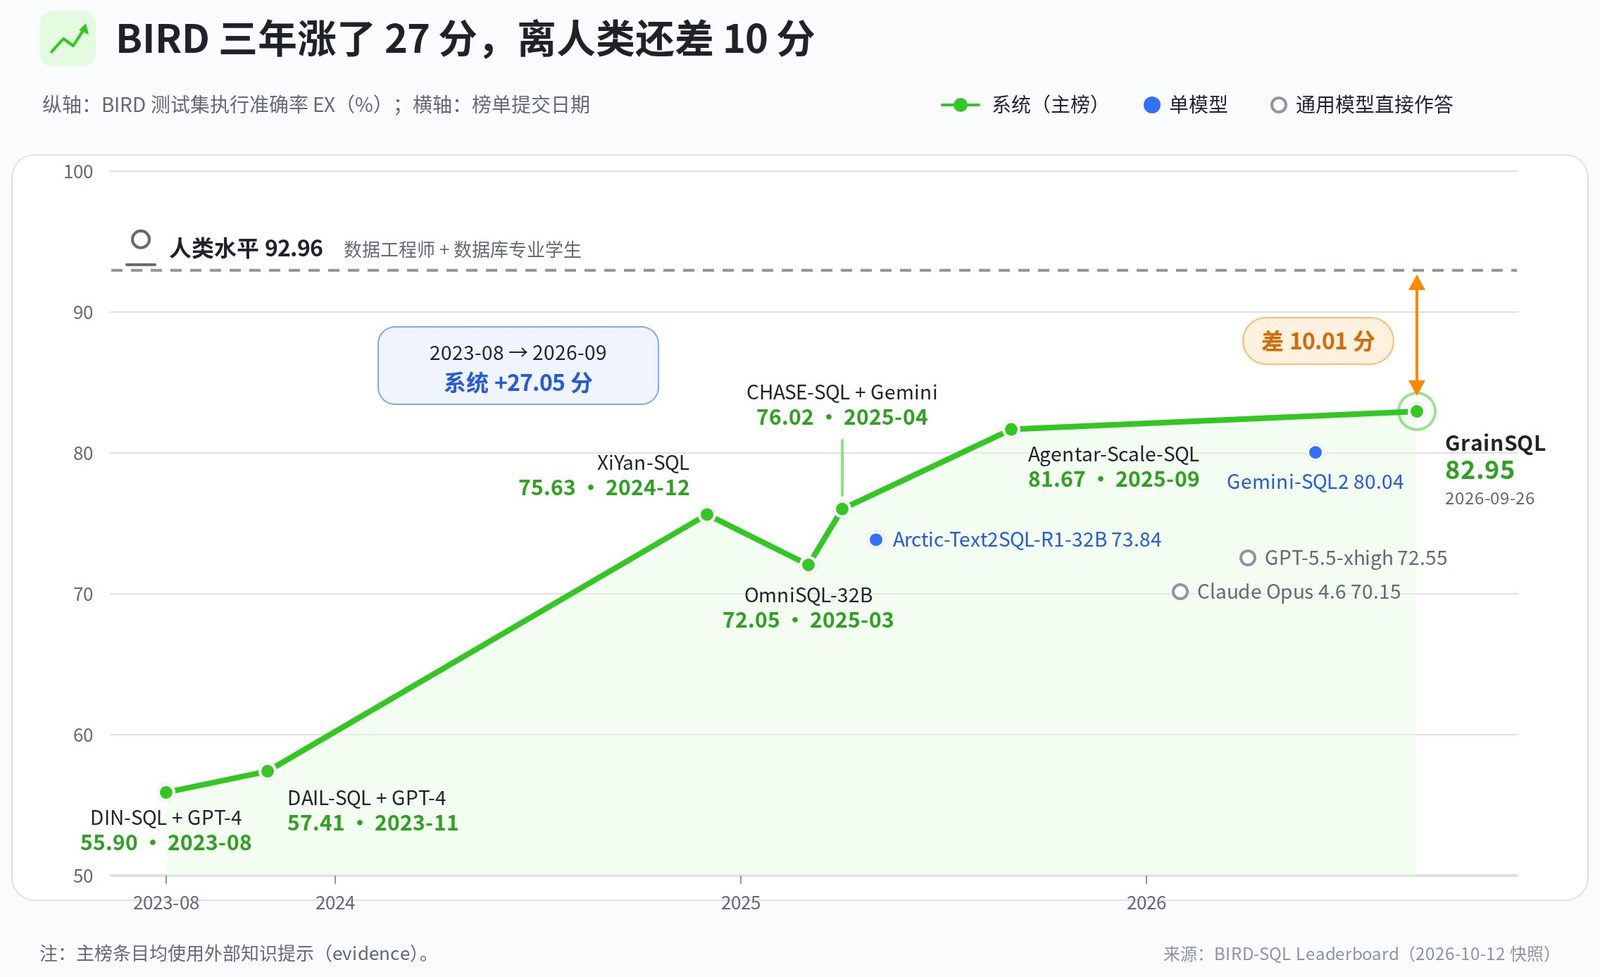 BIRD 三年涨了 27 分，离人类还差 10 分
纵轴：BIRD 测试集执行准确率 EX（%）；横轴：榜单提交日期
系统（主榜）
单模型
通用模型直接作答
100
人类水平 92.96 数据工程师 + 数据库专业学生
90
2023-08 → 2026-09
系统 +27.05 分
差 10.01 分
CHASE-SQL + Gemini
76.02 • 2025-04
80
XiYan-SQL
75.63 • 2024-12
Agentar-Scale-SQL
81.67 • 2025-09
Gemini-SQL2 80.04
GrainSQL
82.95
2026-09-26
Arctic-Text2SQL-R1-32B 73.84
GPT-5.5-xhigh 72.55
Claude Opus 4.6 70.15
70
OmniSQL-32B
72.05 • 2025-03
60
DAIL-SQL + GPT-4
57.41 • 2023-11
DIN-SQL + GPT-4
55.90 • 2023-08
50
2023-08
2024
2025
2026
注：主榜条目均使用外部知识提示（evidence）。
来源：BIRD-SQL Leaderboard（2026-10-12 快照）